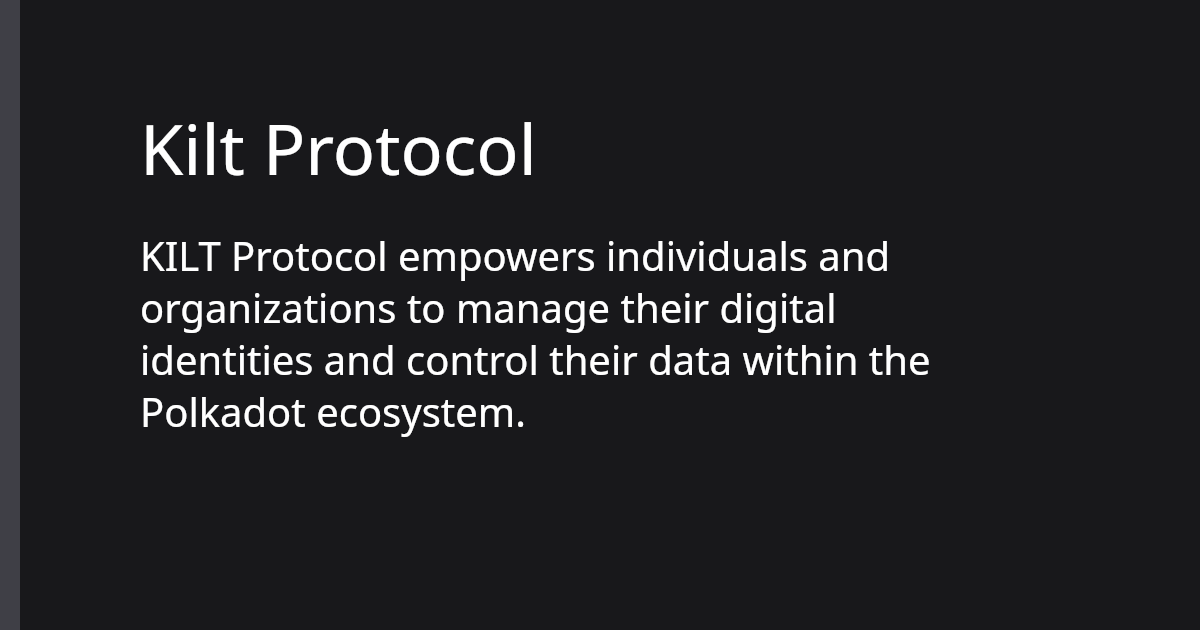 Kilt Protocol
KILT Protocol empowers individuals and
organizations to manage their digital
identities and control their data within the
Polkadot ecosystem.